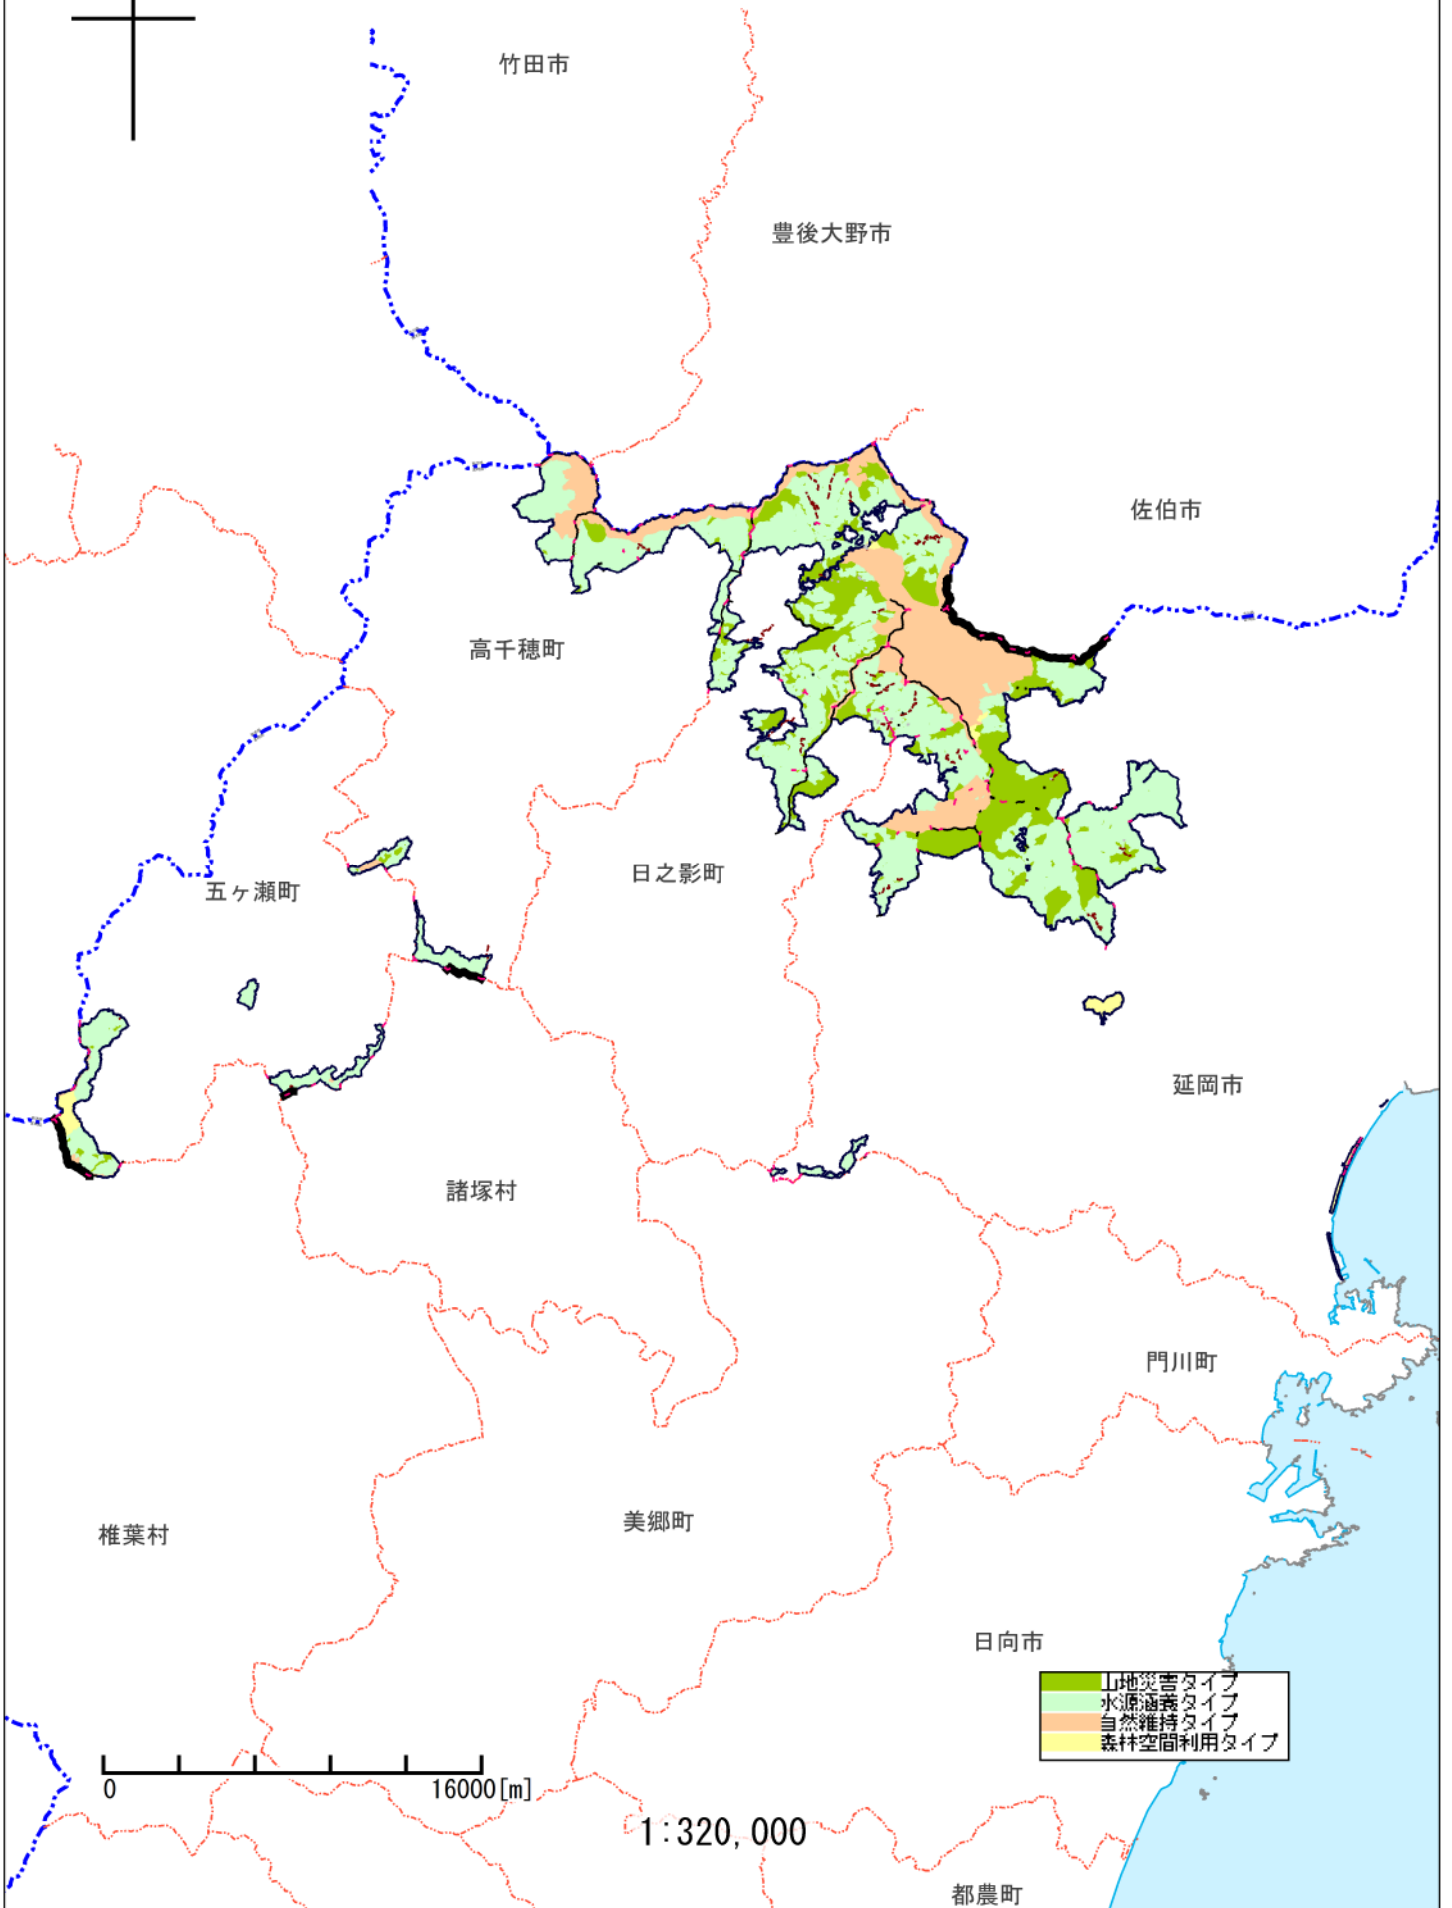 竹田市
豊後大野市
佐伯市
高千穂町
日之影町
五ヶ瀬町
延岡市
諸塚村
門川町
美郷町
椎葉村
日向市
山地災害タイプ
水源涵養タイプ
自然維持タイプ
森林空間利用タイプ
0 16000[m]
1:320,000
都農町